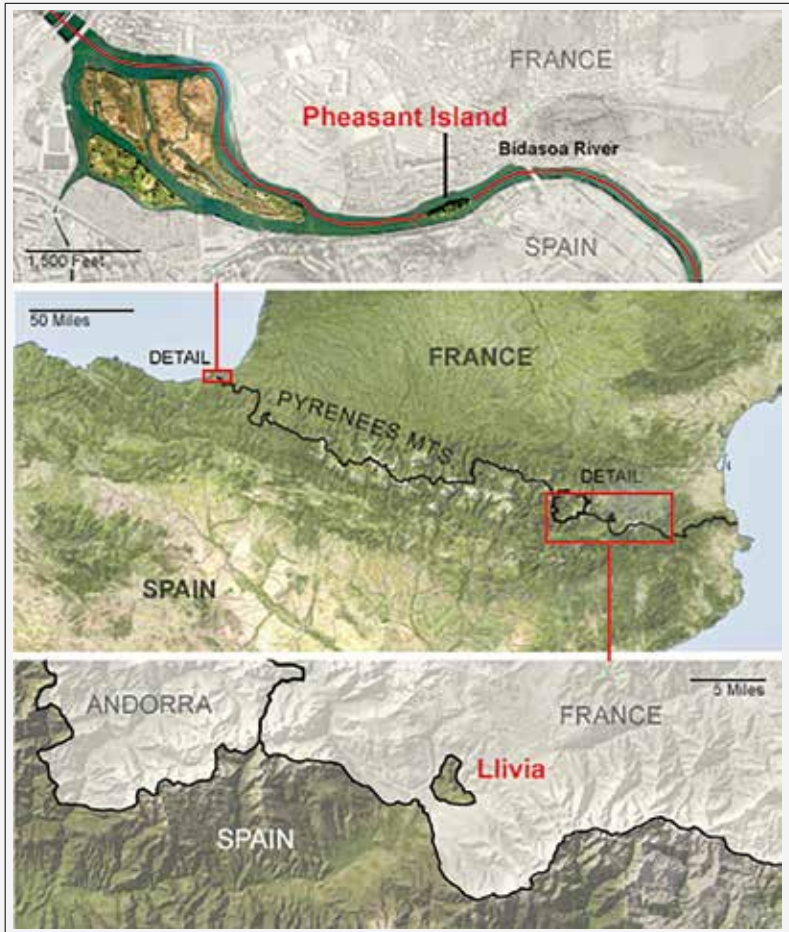 FRANCE
Pheasant Island
Bidasoa River
SPAIN
1,500 Feet
50 Miles
DETAIL
FRANCE
PYRENEES MTS
DETAIL
SPAIN
5 Miles
ANDORRA
FRANCE
Llivia
SPAIN